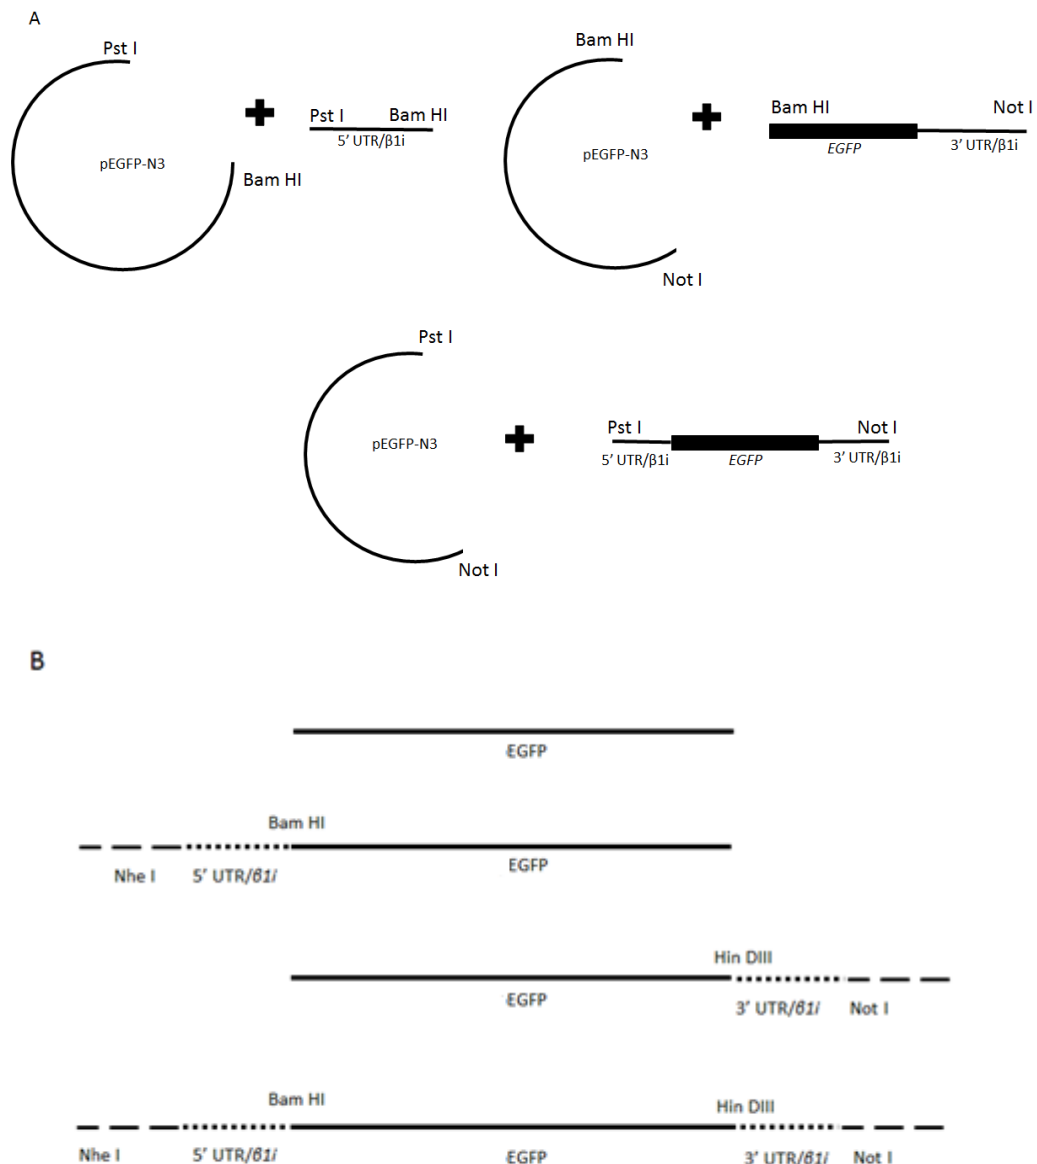 A
Pst I
pEGFP-N3
Bam HI
Pst I Bam HI
5' UTR/β1i
Bam HI
pEGFP-N3
Not I
Bam HI Not I
EGFP 3' UTR/β1i
Pst I
pEGFP-N3
Not I
Pst I Not I
5' UTR/β1i EGFP 3' UTR/β1i
B
EGFP
Bam HI
Nhe I 5' UTR/β1i EGFP
Hin DIII
EGFP 3' UTR/β1i Not I
Bam HI Hin DIII
Nhe I 5' UTR/β1i EGFP 3' UTR/β1i Not I